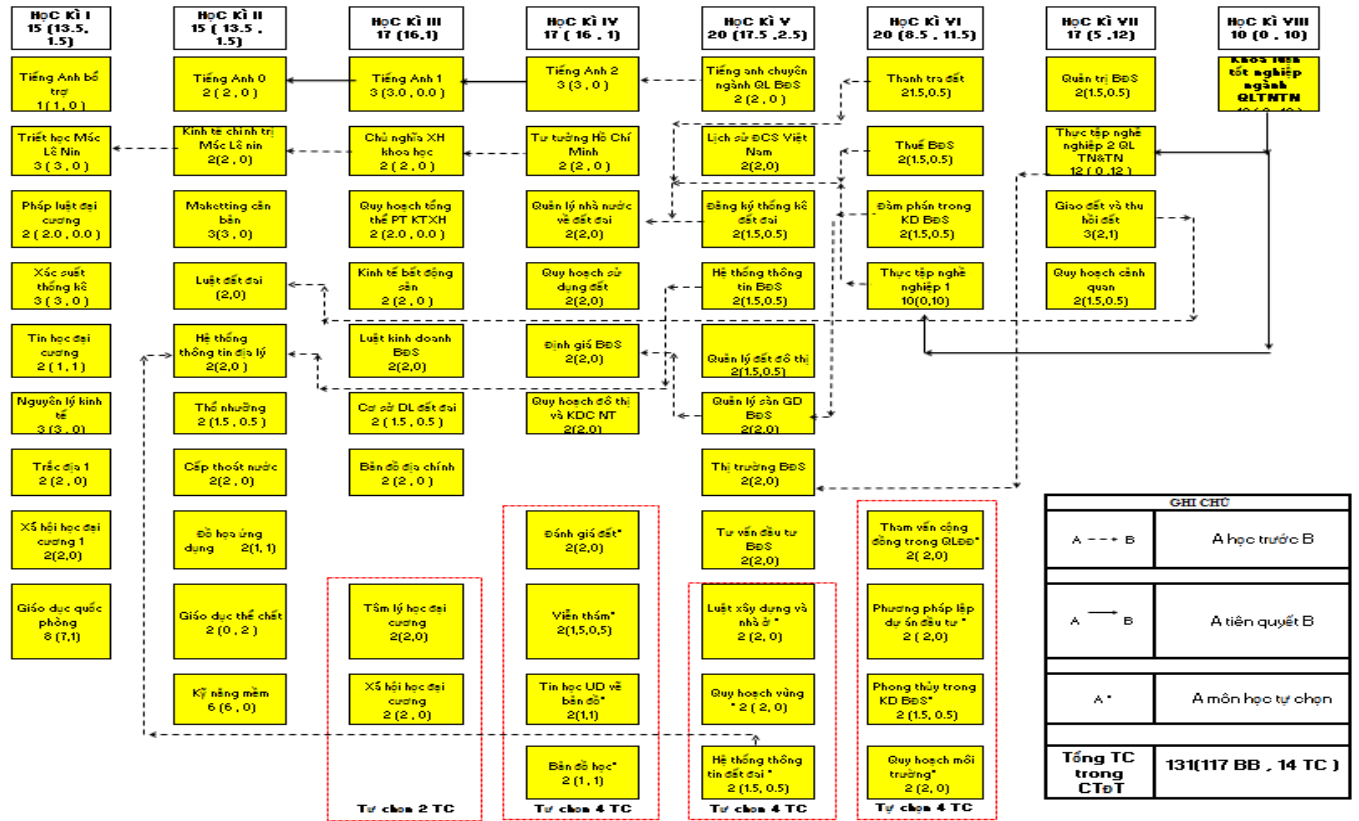 HỌC KÌ I
15 (13.5,
1.5)
HỌC KÌ II
15 ( 13.5 ,
1.5)
HỌC KÌ III
17 (16,1)
HỌC KÌ IV
17 ( 16 , 1)
HỌC KÌ V
20 (17.5 ,2.5)
HỌC KÌ VI
20 (8.5 , 11.5)
HỌC KÌ VII
17 (5 ,12)
HỌC KÌ VIII
10 (0 , 10)
Tiếng Anh bổ
trợ
1( 1 , 0 )
Tiếng Anh 0
2 ( 2 , 0 )
Tiếng Anh 1
3 (3.0 , 0.0 )
Tiếng Anh 2
3 (3 , 0 )
Tiếng anh chuyên
ngành QL BĐS
2 ( 2 , 0 )
Thanh tra đất
21.5,0.5)
Quản trị BĐS
2(1.5,0.5)
Khóa luận
tốt nghiệp
ngành
QLTNTN
Triết học Mác
Lê Nin
3 ( 3 , 0 )
Kinh tế chính trị
Mác Lê nin
2(2 , 0 )
Chủ nghĩa XH
khoa học
2 ( 2 , 0 )
Tư tưởng Hồ Chí
Minh
2 ( 2 , 0 )
Lịch sử ĐCS Việt
Nam
2(2,0)
Thuế BĐS
2(1.5,0.5)
Thực tập nghề
nghiệp 2 QL
TN&TN
12 ( 0 ,12 )
Pháp luật đại
cương
2 ( 2.0 , 0.0 )
Maketting căn
bản
3(3 , 0 )
Quy hoạch tổng
thể PT KTXH
2 (2.0 , 0.0 )
Quản lý nhà nước
về đất đai
2(2,0)
Đăng ký thống kê
đất đai
2(1.5,0.5)
Đàm phán trong
KD BĐS
2(1.5,0.5)
Giao đất và thu
hồi đất
3(2,1)
Xác suất
thống kê
3 ( 3 , 0 )
Luật đất đai
(2,0)
Kinh tế bất động
sản
2 ( 2 , 0 )
Quy hoạch sử
dụng đất
2(2,0)
Hệ thống thông
tin BĐS
2(1.5,0.5)
Thực tập nghề
nghiệp 1
10(0,10)
Quy hoạch cảnh
quan
2(1.5,0.5)
Tin học đại
cương
2 ( 1 , 1 )
Hệ thống
thông tin địa lý
2(2,0 )
Luật kinh doanh
BĐS
2(2,0)
Định giá BĐS
2(2,0)
Quản lý đất đô thị
2(1.5,0.5)
Nguyên lý kinh
tế
3 ( 3 , 0 )
Thổ nhưỡng
2 (1.5 , 0.5 )
Cơ sở DL đất đai
2 ( 1.5 , 0.5 )
Quy hoạch đô thị
và KDC NT
2(2,0)
Quản lý sàn GD
BĐS
2(2,0)
Trắc địa 1
2 ( 2 , 0 )
Cấp thoát nước
2(2 , 0 )
Bản đồ địa chính
2 ( 2 , 0 )
Thị trường BĐS
2(2,0)
Xã hội học đại
cương 1
2(2,0)
Đồ họa ứng
dụng 2(1, 1)
Đánh giá đất*
2(2,0)
Tư vấn đầu tư
BĐS
2(2,0)
Tham vấn cộng
đồng trong QLĐĐ*
2( 2,0)
Giáo dục quốc
phòng
8 (7,1)
Giáo dục thể chất
2 ( 0 , 2 )
Tâm lý học đại
cương
2(2,0)
Viễn thám*
2(1,5,0,5)
Luật xây dựng và
nhà ở *
2 ( 2, 0)
Phương pháp lập
dự án đầu tư *
2 ( 2,0)
Kỹ năng mềm
6 (6 , 0)
Xã hội học đại
cương
2 ( 2 , 0)
Tin học UD vẽ
bản đồ*
2(1,1)
Quy hoạch vùng
* 2 ( 2, 0)
Phong thủy trong
KD BĐS*
2 (1.5, 0.5)
Bản đồ học*
2 ( 1 , 1)
Hệ thống thông
tin đất đai *
2 (1.5, 0.5)
Quy hoạch môi
trường*
2 (2, 0)
Tự chọn 2 TC
Tự chọn 4 TC
Tự chọn 4 TC
Tự chọn 4 TC
GHI CHÚ
A B
A học trước B
A B
A tiên quyết B
A *
A môn học tự chọn
Tổng TC
trong
CTĐT
131(117 BB , 14 TC )